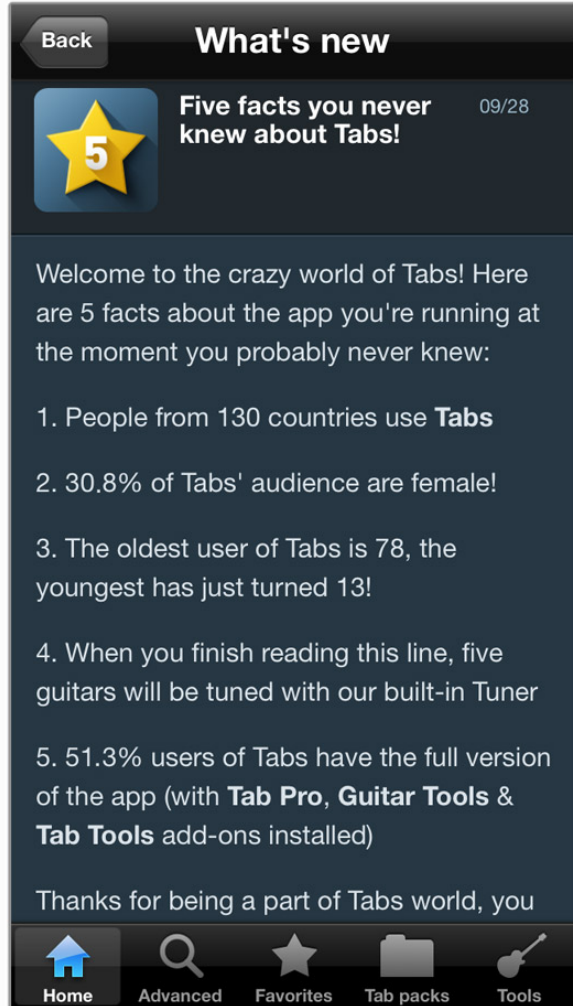 Back
What's new
5
Five facts you never
knew about Tabs!
09/28
Welcome to the crazy world of Tabs! Here
are 5 facts about the app you're running at
the moment you probably never knew:
1. People from 130 countries use Tabs
2. 30.8% of Tabs' audience are female!
3. The oldest user of Tabs is 78, the
youngest has just turned 13!
4. When you finish reading this line, five
guitars will be tuned with our built-in Tuner
5. 51.3% users of Tabs have the full version
of the app (with Tab Pro, Guitar Tools &
Tab Tools add-ons installed)
Thanks for being a part of Tabs world, you
Home
Advanced
Favorites
Tab packs
Tools